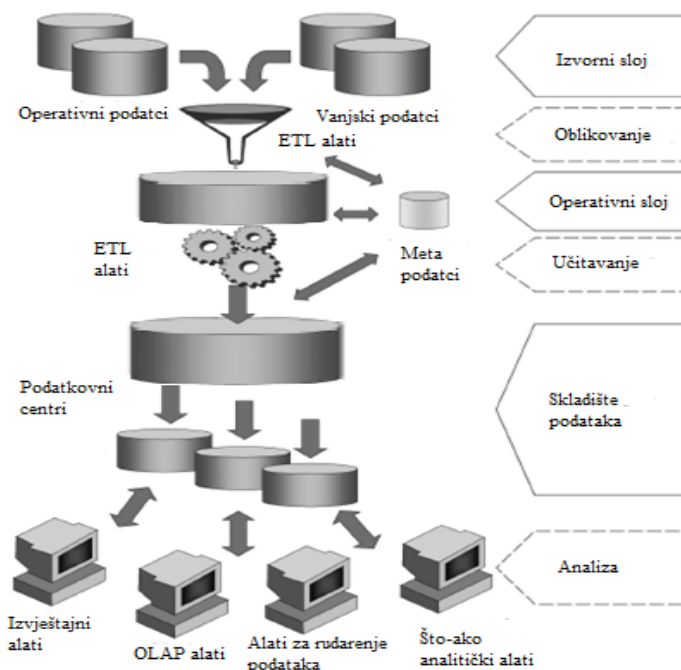 Izvorni sloj
Operativni podatci
Vanjski podatci
ETL alati
Oblikovanje
Operativni sloj
ETL
alati
Meta
podatci
Učitavanje
Podatkovni
centri
Skladište
podataka
Analiza
Izvještajni
alati
OLAP alati
Alati za rudarenje
podataka
Što-ako
analitički alati